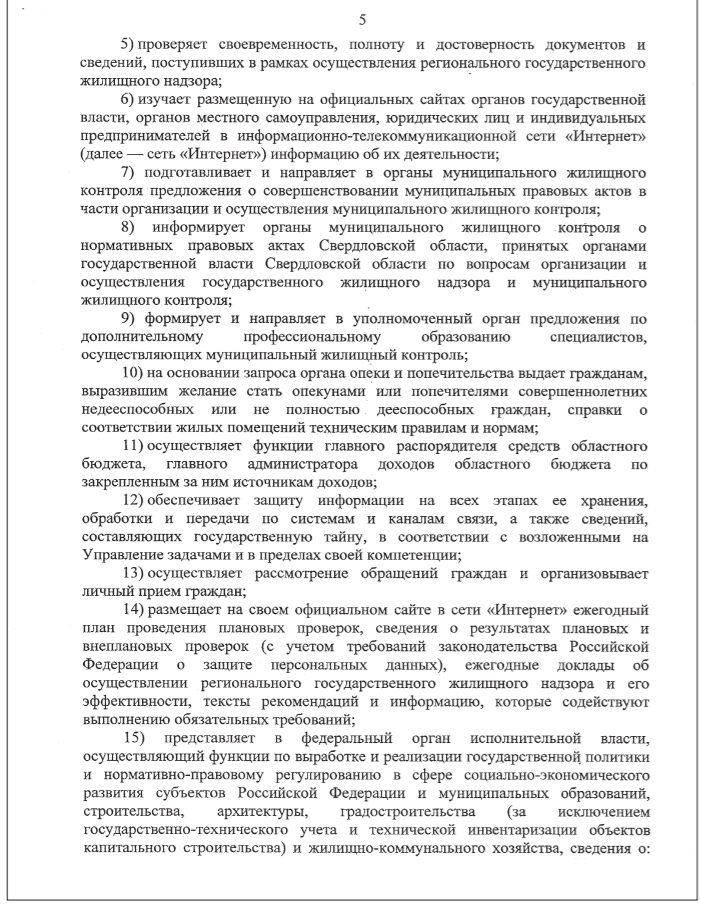 5
5) проверяет своевременность, полноту и достоверность документов и
сведений, поступивших в рамках осуществления регионального государственного
жилищного надзора;
6) изучает размещенную на официальных сайтах органов государственной
власти, органов местного самоуправления, юридических лиц и индивидуальных
предпринимателей в информационно-телекоммуникационной сети «Интернет»
(далее — сеть «Интернет») информацию об их деятельности;
7) подготавливает и направляет в органы муниципального жилищного
контроля предложения о совершенствовании муниципальных правовых актов в
части организации и осуществления муниципального жилищного контроля;
8) информирует органы муниципального жилищного контроля о
нормативных правовых актах Свердловской области, принятых органами
государственной власти Свердловской области по вопросам организации и
осуществления государственного жилищного надзора и муниципального
жилищного контроля;
9) формирует и направляет в уполномоченный орган предложения по
дополнительному профессиональному образованию специалистов,
осуществляющих муниципальный жилищный контроль;
10) на основании запроса органа опеки и попечительства выдает гражданам,
выразившим желание стать опекунами или попечителями совершеннолетних
недееспособных или не полностью дееспособных граждан, справки о
соответствии жилых помещений техническим правилам и нормам;
11) осуществляет функции главного распорядителя средств областного
бюджета, главного администратора доходов областного бюджета по
закрепленным за ним источникам доходов;
12) обеспечивает защиту информации на всех этапах ее хранения,
обработки и передачи по системам и каналам связи, а также сведений,
составляющих государственную тайну, в соответствии с возложенными на
Управление задачами и в пределах своей компетенции;
13) осуществляет рассмотрение обращений граждан и организовывает
личный прием граждан;
14) размещает на своем официальном сайте в сети «Интернет» ежегодный
план проведения плановых проверок, сведения о результатах плановых и
внеплановых проверок (с учетом требований законодательства Российской
Федерации о защите персональных данных), ежегодные доклады об
осуществлении регионального государственного жилищного надзора и его
эффективности, тексты рекомендаций и информацию, которые содействуют
выполнению обязательных требований;
15) представляет в федеральный орган исполнительной власти,
осуществляющий функции по выработке и реализации государственной политики
и нормативно-правовому регулированию в сфере социально-экономического
развития субъектов Российской Федерации и муниципальных образований,
строительства, архитектуры, градостроительства (за исключением
государственно-технического учета и технической инвентаризации объектов
капитального строительства) и жилищно-коммунального хозяйства, сведения о: